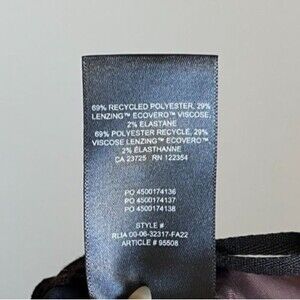 69% RECYCLED POLYESTER, 29%
LENZING™ ECOVERO™ VISCOSE,
2% ELASTANE
69% POLYESTER RECYCLE, 29%
VISCOSE LENZING™ ECOVERO™
2% ÉLASTHANNE
CA 23725 RN 122354
PO 4500174136
PO 4500174137
PO 4500174138
STYLE #
RLIA 00-06-32317-FA22
ARTICLE # 95508